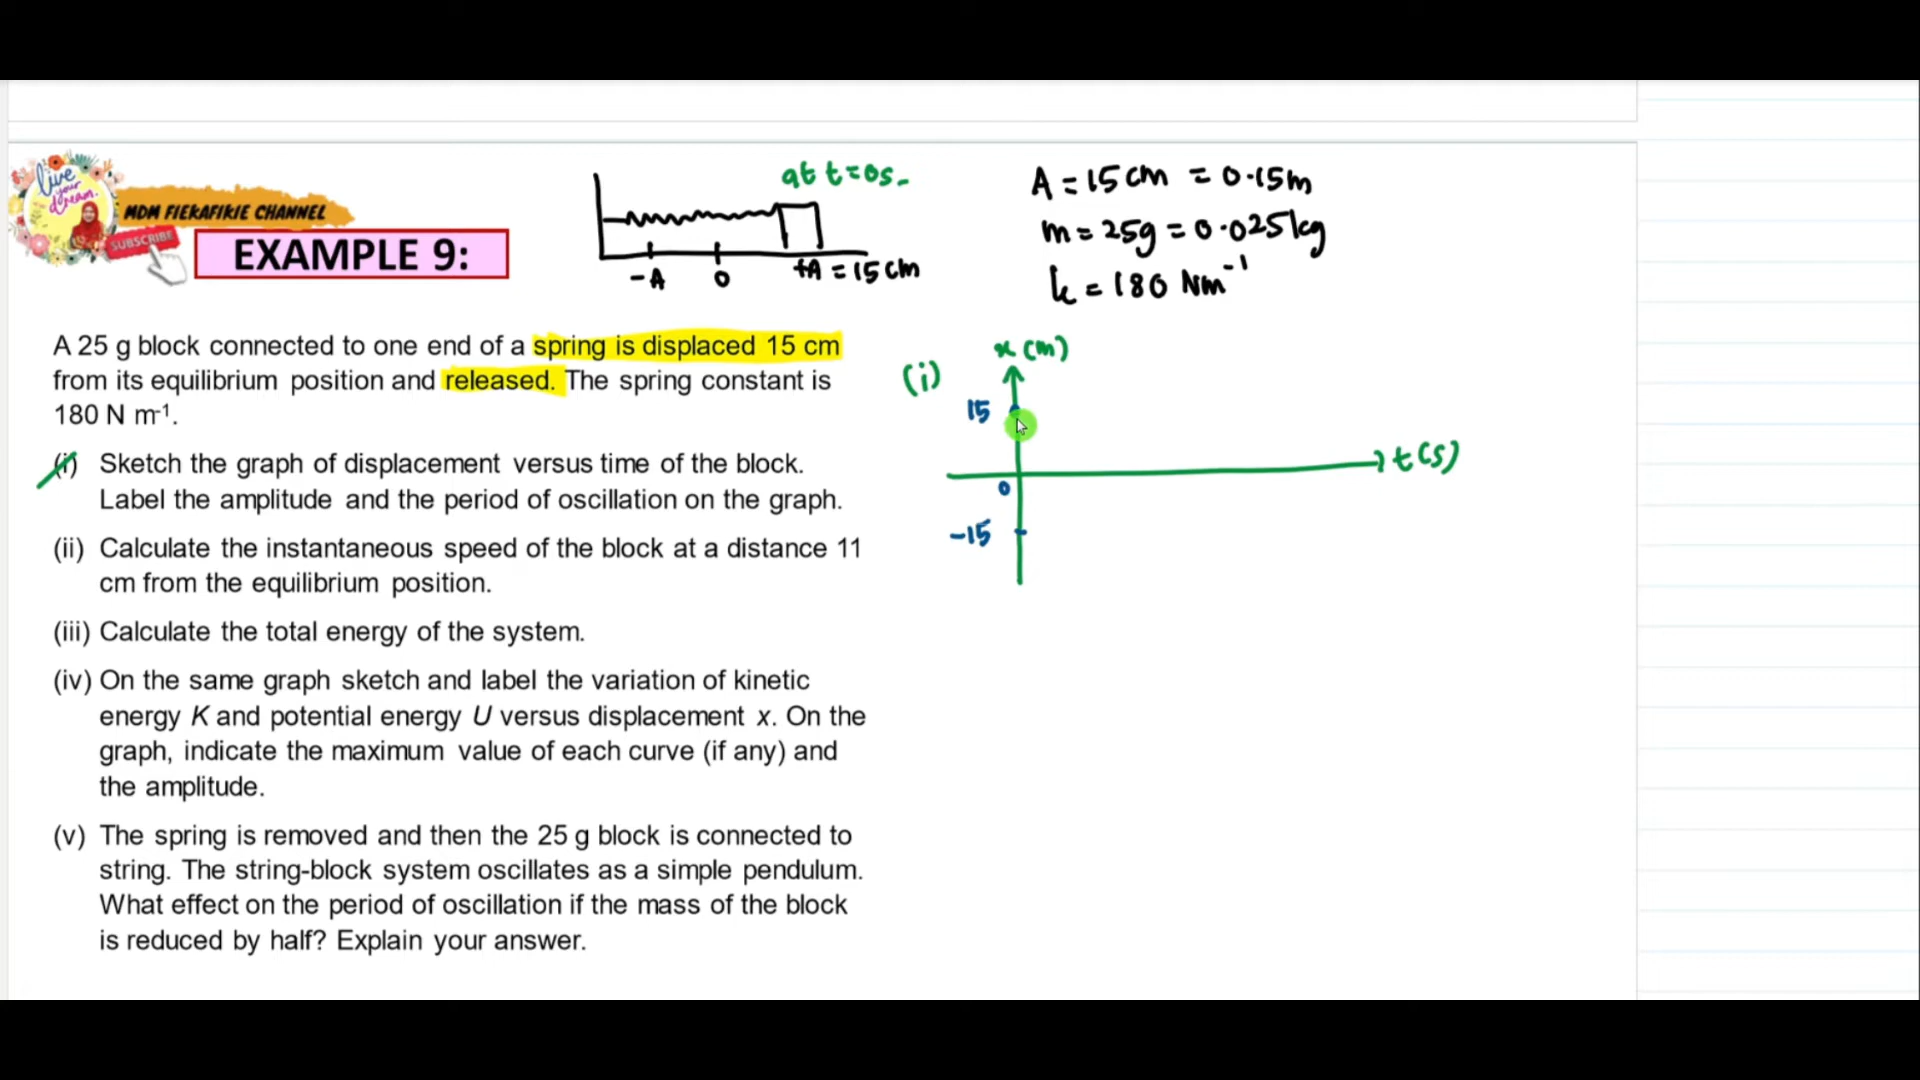 live
your
dream.
MDM FIEKAFIKIE CHANNEL
SUBSCRIBE
EXAMPLE 9:
at t=0s.
-A 0 +A = 15 cm
A = 15 cm = 0.15m
m = 25g = 0.025kg
k = 180 Nm⁻¹
A 25 g block connected to one end of a spring is displaced 15 cm
from its equilibrium position and released. The spring constant is
180 N m⁻¹.
(i) Sketch the graph of displacement versus time of the block.
Label the amplitude and the period of oscillation on the graph.
(ii) Calculate the instantaneous speed of the block at a distance 11
cm from the equilibrium position.
(iii) Calculate the total energy of the system.
(iv) On the same graph sketch and label the variation of kinetic
energy K and potential energy U versus displacement x. On the
graph, indicate the maximum value of each curve (if any) and
the amplitude.
(v) The spring is removed and then the 25 g block is connected to
string. The string-block system oscillates as a simple pendulum.
What effect on the period of oscillation if the mass of the block
is reduced by half? Explain your answer.
(i)
x (m)
15
t(s)
0
-15